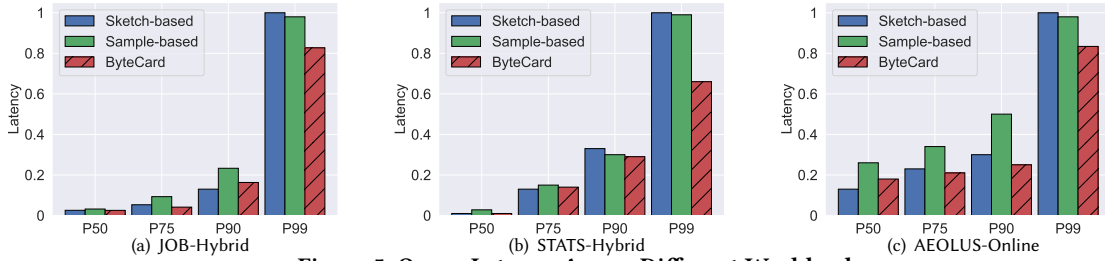 1
0.8
0.6
0.4
0.2
0
Latency
Sketch-based
Sample-based
ByteCard
P50 P75 P90 P99
(a) JOB-Hybrid
1
0.8
0.6
0.4
0.2
0
Latency
Sketch-based
Sample-based
ByteCard
P50 P75 P90 P99
(b) STATS-Hybrid
1
0.8
0.6
0.4
0.2
0
Latency
Sketch-based
Sample-based
ByteCard
P50 P75 P90 P99
(c) AEOLUS-Online